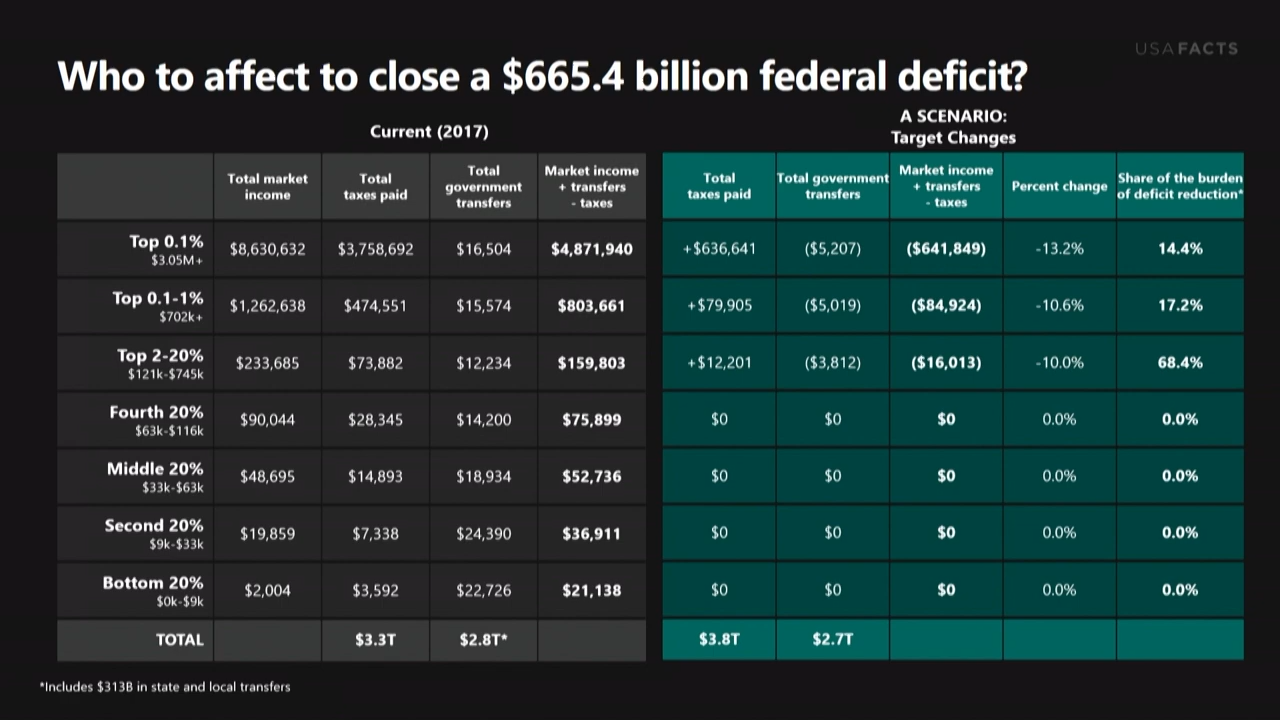 USAFACTS
Who to affect to close a $665.4 billion federal deficit?
Current (2017)
A SCENARIO:
Target Changes
Total market
income
Total
taxes paid
Total
government
transfers
Market income
+ transfers
- taxes
Total
taxes paid
Total government
transfers
Market income
+ transfers
- taxes
Percent change
Share of the burden
of deficit reduction*
Top 0.1% $8,630,632 $3,758,692 $16,504 $4,871,940 +$636,641 ($5,207) ($641,849) -13.2% 14.4%
$3.05M+
Top 0.1-1% $1,262,638 $474,551 $15,574 $803,661 +$79,905 ($5,019) ($84,924) -10.6% 17.2%
$702k+
Top 2-20% $233,685 $73,882 $12,234 $159,803 +$12,201 ($3,812) ($16,013) -10.0% 68.4%
$121k-$745k
Fourth 20% $90,044 $28,345 $14,200 $75,899 $0 $0 $0 0.0% 0.0%
$63k-$116k
Middle 20% $48,695 $14,893 $18,934 $52,736 $0 $0 $0 0.0% 0.0%
$33k-$63k
Second 20% $19,859 $7,338 $24,390 $36,911 $0 $0 $0 0.0% 0.0%
$9k-$33k
Bottom 20% $2,004 $3,592 $22,726 $21,138 $0 $0 $0 0.0% 0.0%
$0k-$9k
TOTAL $3.3T $2.8T* $3.8T $2.7T
*Includes $313B in state and local transfers